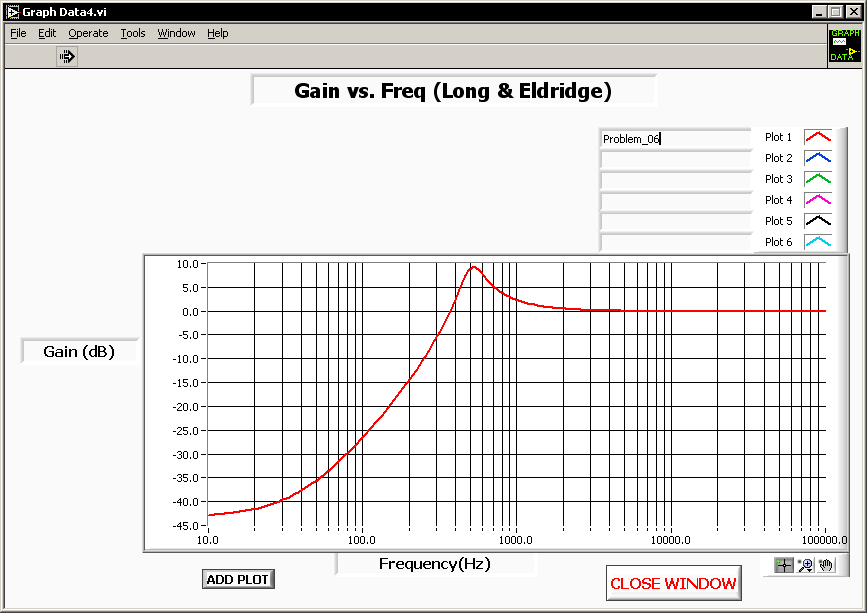 Graph Data4.vi
File Edit Operate Tools Window Help
GRAPH
DATA
Gain vs. Freq (Long & Eldridge)
Problem_06
Plot 1
Plot 2
Plot 3
Plot 4
Plot 5
Plot 6
10.0
5.0
0.0
-5.0
-10.0
-15.0
-20.0
-25.0
-30.0
-35.0
-40.0
-45.0
Gain (dB)
10.0 100.0 1000.0 10000.0 100000.0
Frequency(Hz)
ADD PLOT
CLOSE WINDOW